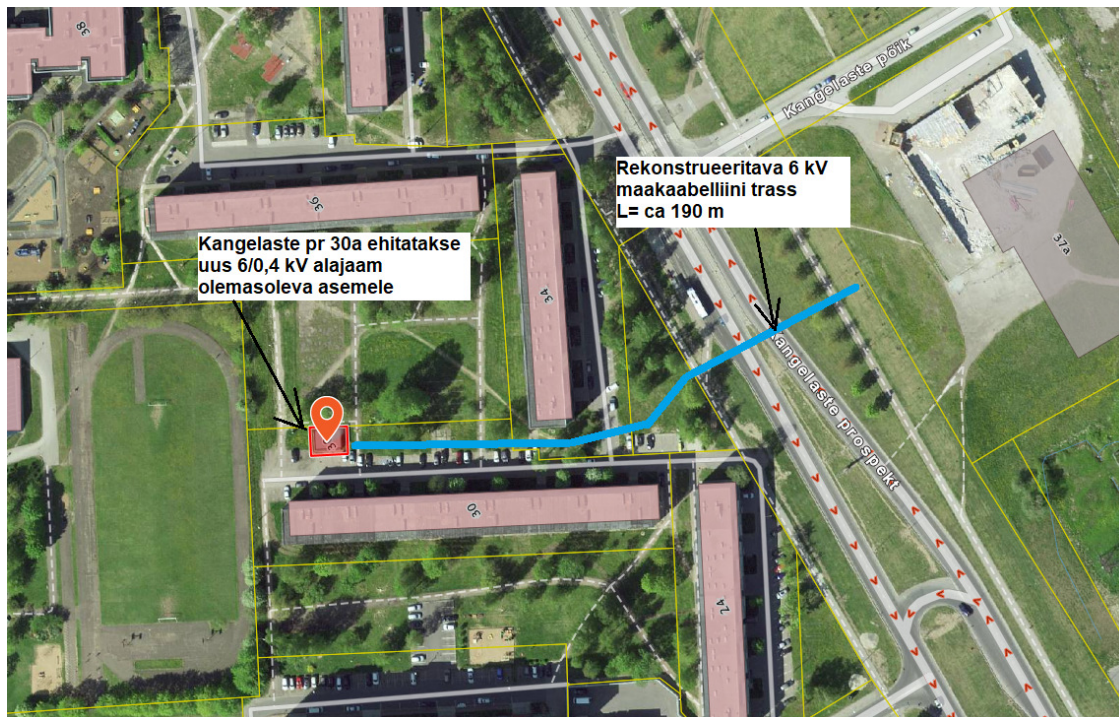 38
Kangelaste põik
Rekonstrueeritava 6 kV
maakaabelliini trass
L= ca 190 m
36
Kangelaste pr 30a ehitatakse
uus 6/0,4 kV alajaam
olemasoleva asemele
37a
34
Kangelaste prospekt
30
24